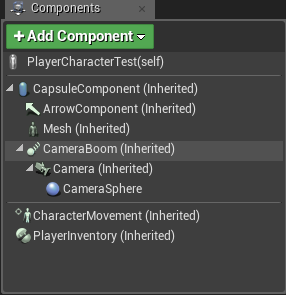 Components
+ Add Component
PlayerCharacterTest(self)
CapsuleComponent (Inherited)
ArrowComponent (Inherited)
Mesh (Inherited)
CameraBoom (Inherited)
Camera (Inherited)
CameraSphere
CharacterMovement (Inherited)
PlayerInventory (Inherited)